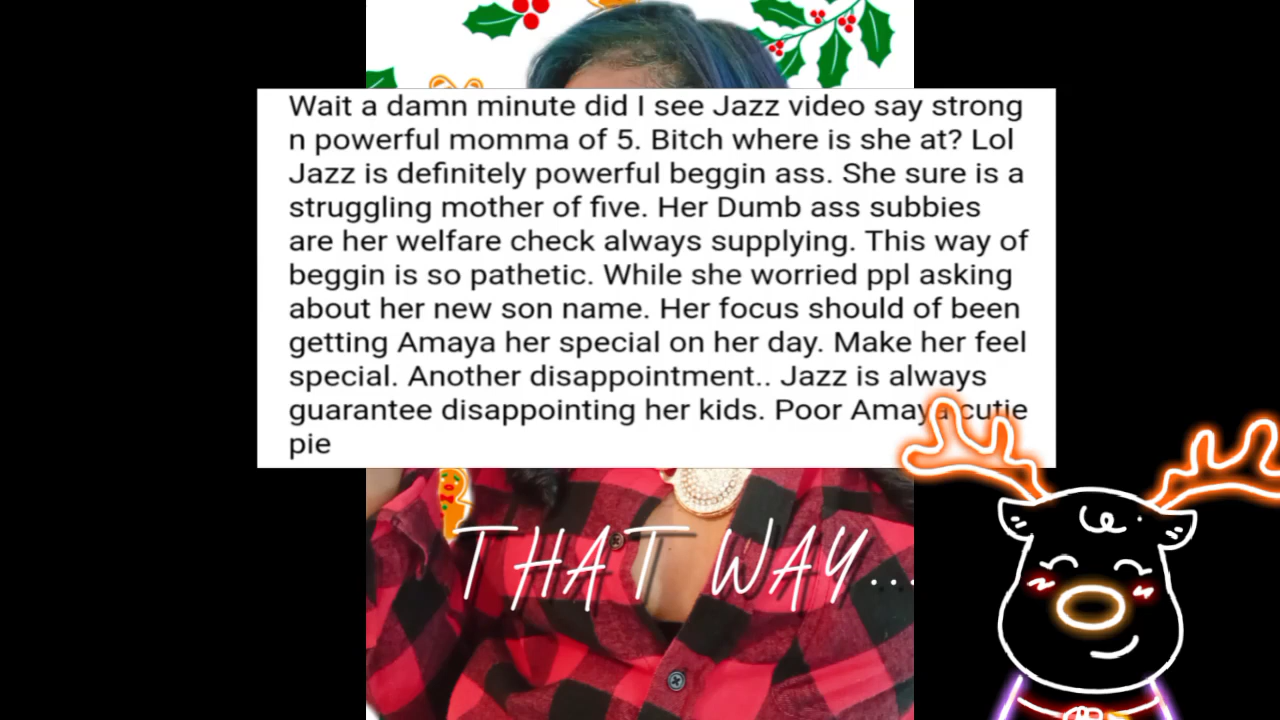 Wait a damn minute did I see Jazz video say strong
n powerful momma of 5. Bitch where is she at? Lol
Jazz is definitely powerful beggin ass. She sure is a
struggling mother of five. Her Dumb ass subbies
are her welfare check always supplying. This way of
beggin is so pathetic. While she worried ppl asking
about her new son name. Her focus should of been
getting Amaya her special on her day. Make her feel
special. Another disappointment.. Jazz is always
guarantee disappointing her kids. Poor Amaya cutie
pie
THAT WAY...